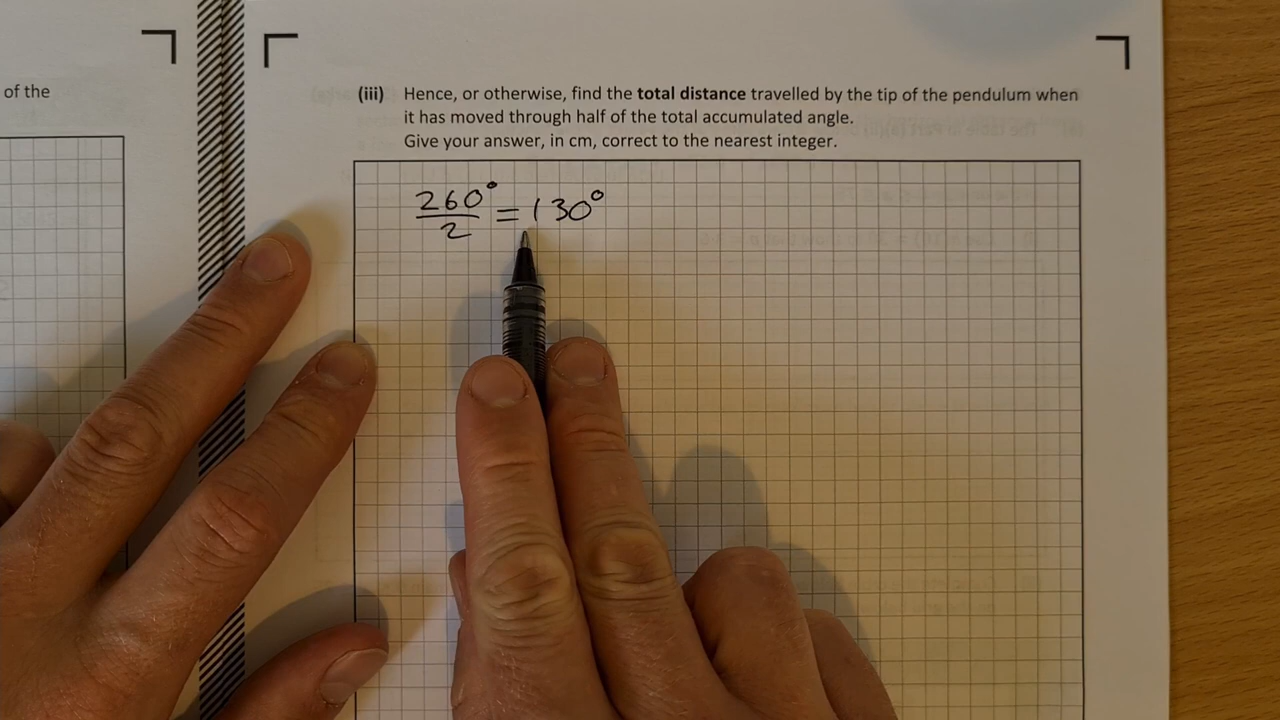 of the
(iii) Hence, or otherwise, find the total distance travelled by the tip of the pendulum when
it has moved through half of the total accumulated angle.
Give your answer, in cm, correct to the nearest integer.
260°/2 = 130°